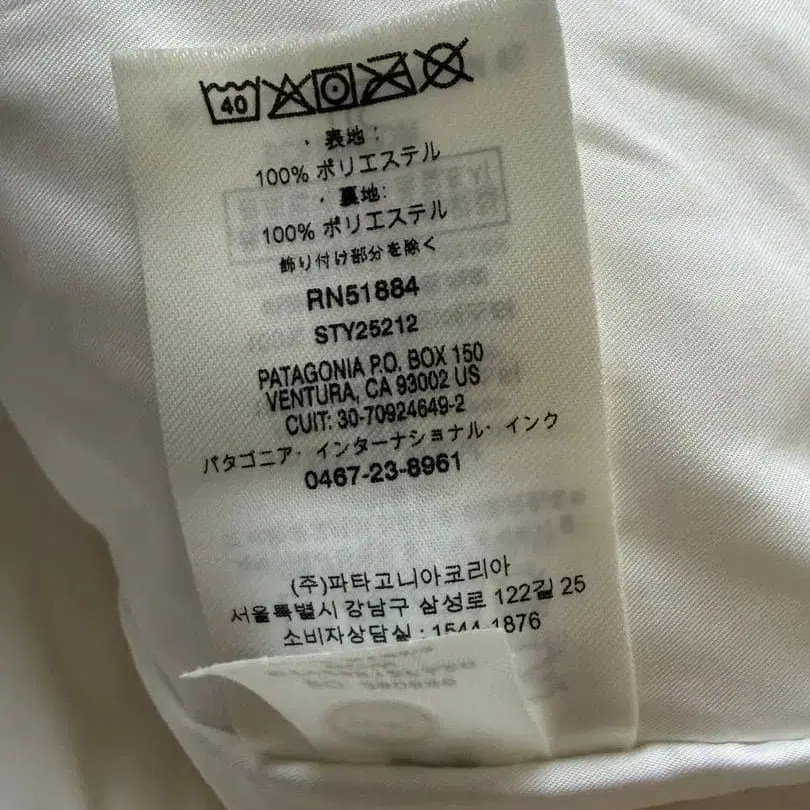 40
・ 表地 :
100% ポリエステル
・ 裏地:
100% ポリエステル
飾り付け部分を除く
RN51884
STY25212
PATAGONIA P.O. BOX 150
VENTURA, CA 93002 US
CUIT: 30-70924649-2
パタゴニア・インターナショナル・インク
0467-23-8961
(주)파타고니아코리아
서울특별시 강남구 삼성로 122길 25
소비자상담실 : 1544-1876